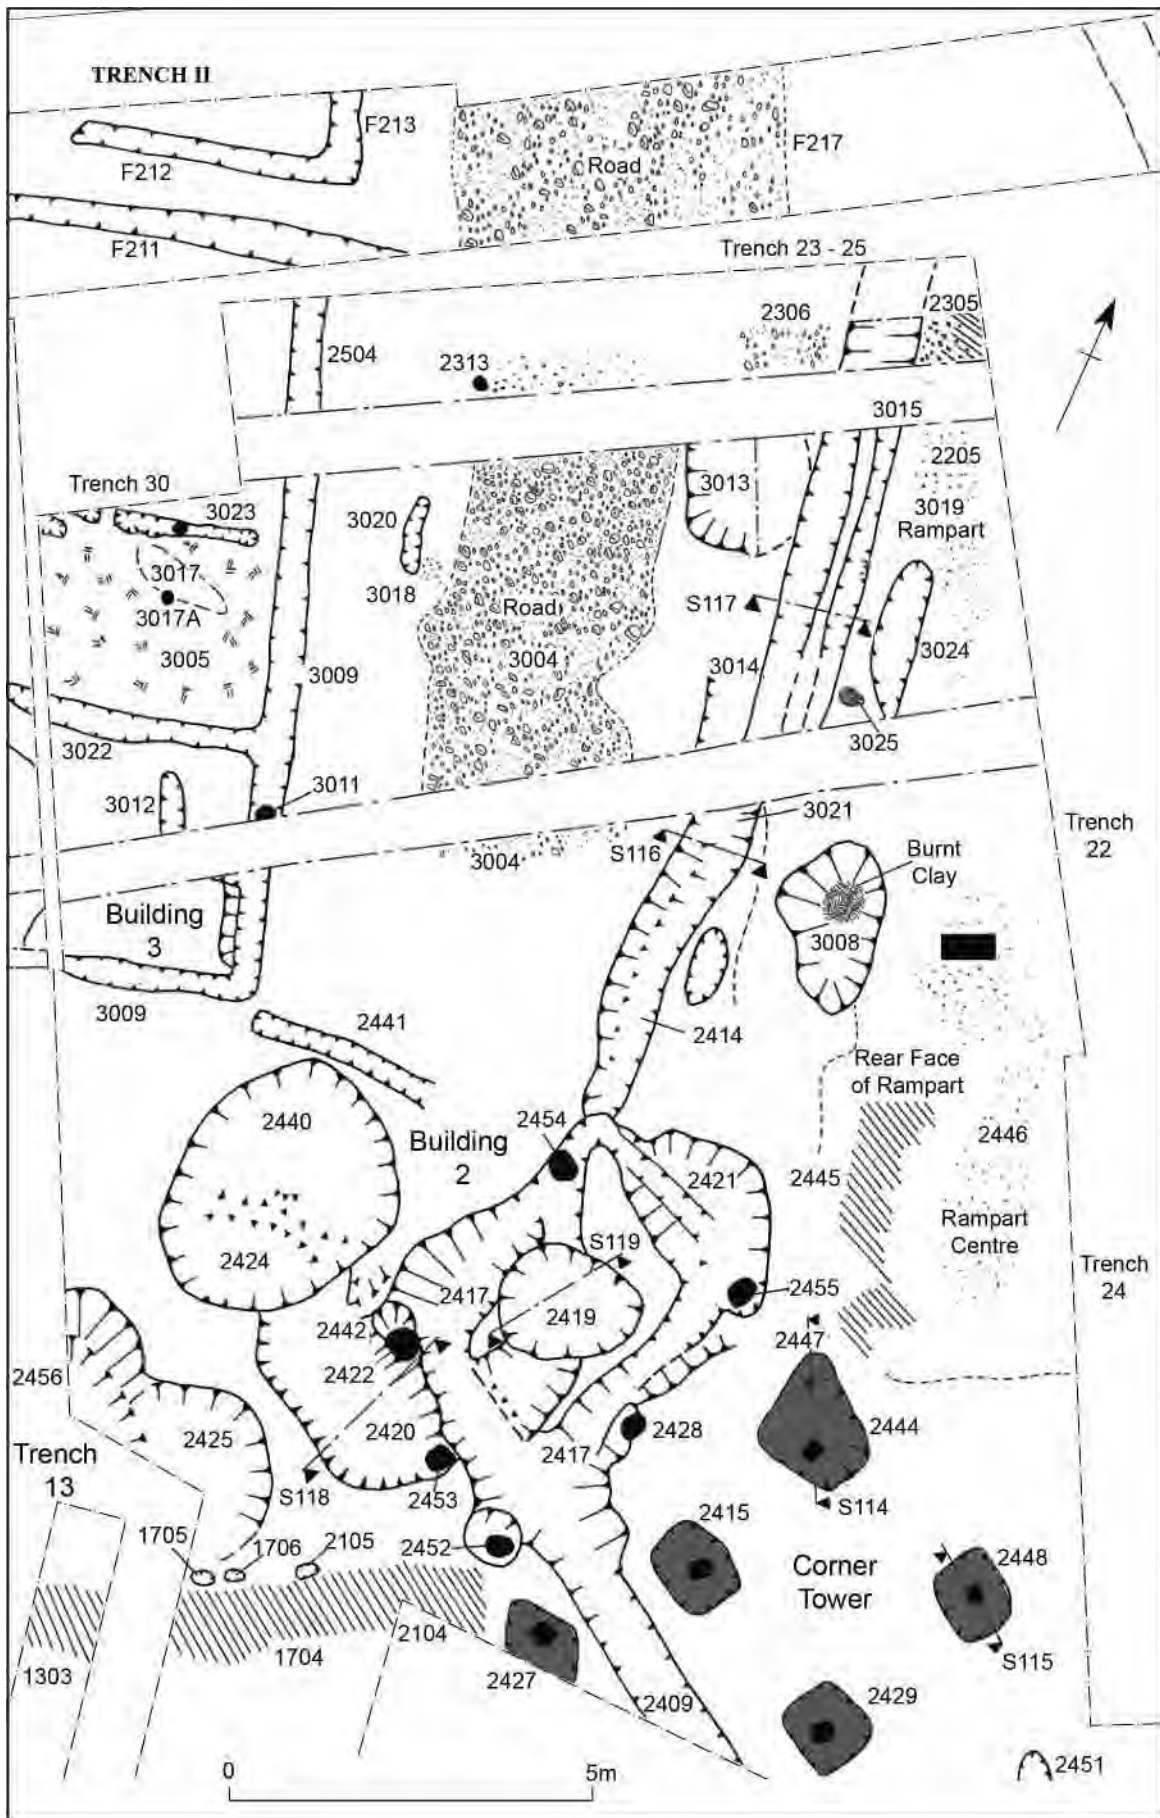 TRENCH II
F213
F212
F217
Road
F211
Trench 23 - 25
2306
2305
2504
2313
3015
2205
Trench 30
3013
3019
Rampart
3023
3020
3017
3018
S117
Road
3017A
3004
3005
3014
3024
3009
3022
3025
3012
3011
3021
Trench
22
3004
S116
Burnt
Clay
Building
3
3008
3009
2441
2414
Rear Face
of Rampart
2440
2454
Building
2
2446
2421
2445
Rampart
Centre
S119
2424
2417
2455
Trench
24
2419
2442
2447
2456
2422
2425
2420
2428
2444
2417
Trench
13
S118
2453
S114
2415
1705
1706
2105
2452
2448
Corner
Tower
1704
2104
1303
2427
S115
2409
2429
0
5m
2451